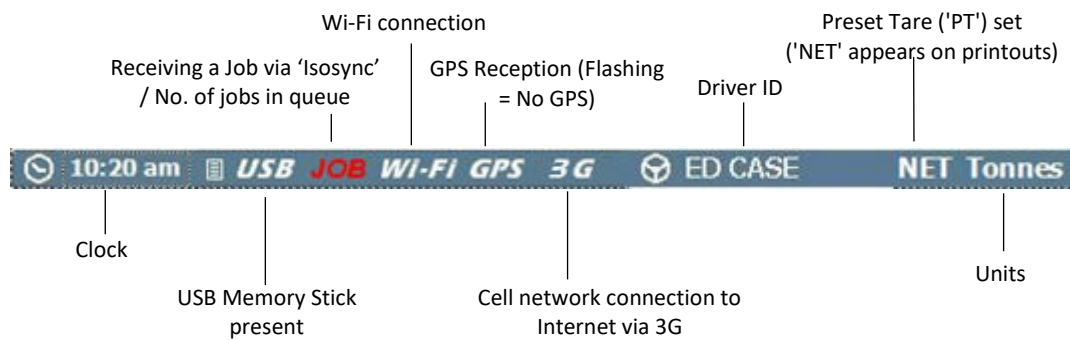 Wi-Fi connection
Preset Tare ('PT') set
('NET' appears on printouts)
Receiving a Job via ‘Isosync’
/ No. of jobs in queue
GPS Reception (Flashing
= No GPS)
Driver ID
10:20 am USB JOB Wi-Fi GPS 3G ED CASE NET Tonnes
Clock
USB Memory Stick
present
Cell network connection to
Internet via 3G
Units